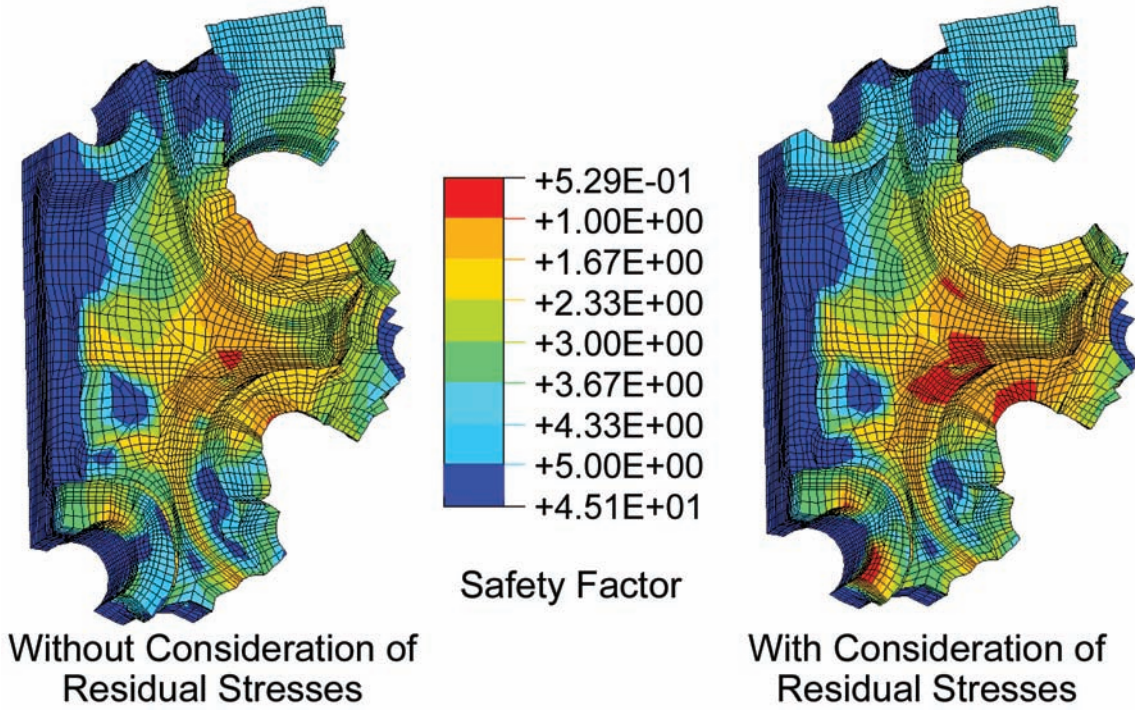 +5.29E-01
+1.00E+00
+1.67E+00
+2.33E+00
+3.00E+00
+3.67E+00
+4.33E+00
+5.00E+00
+4.51E+01
Safety Factor
Without Consideration of
Residual Stresses
With Consideration of
Residual Stresses